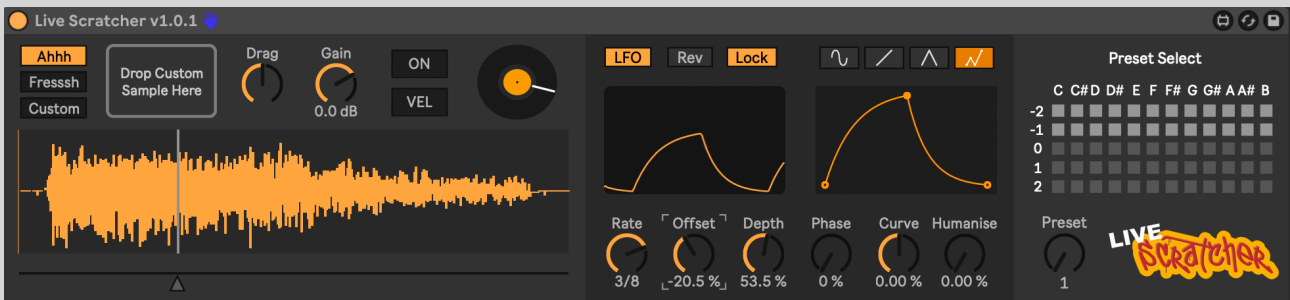 Live Scratcher v1.0.1
Ahhh
Fresssh
Custom
Drop Custom
Sample Here
Drag
Gain
0.0 dB
ON
VEL
LFO
Rev
Lock
Rate
Offset
Depth
Phase
Curve
Humanise
3/8
-20.5 %
53.5 %
0 %
0.00 %
0.00 %
Preset Select
C C# D D# E F F# G G# A A# B
-2
-1
0
1
2
Preset
1
LIVE
SCRATCHER